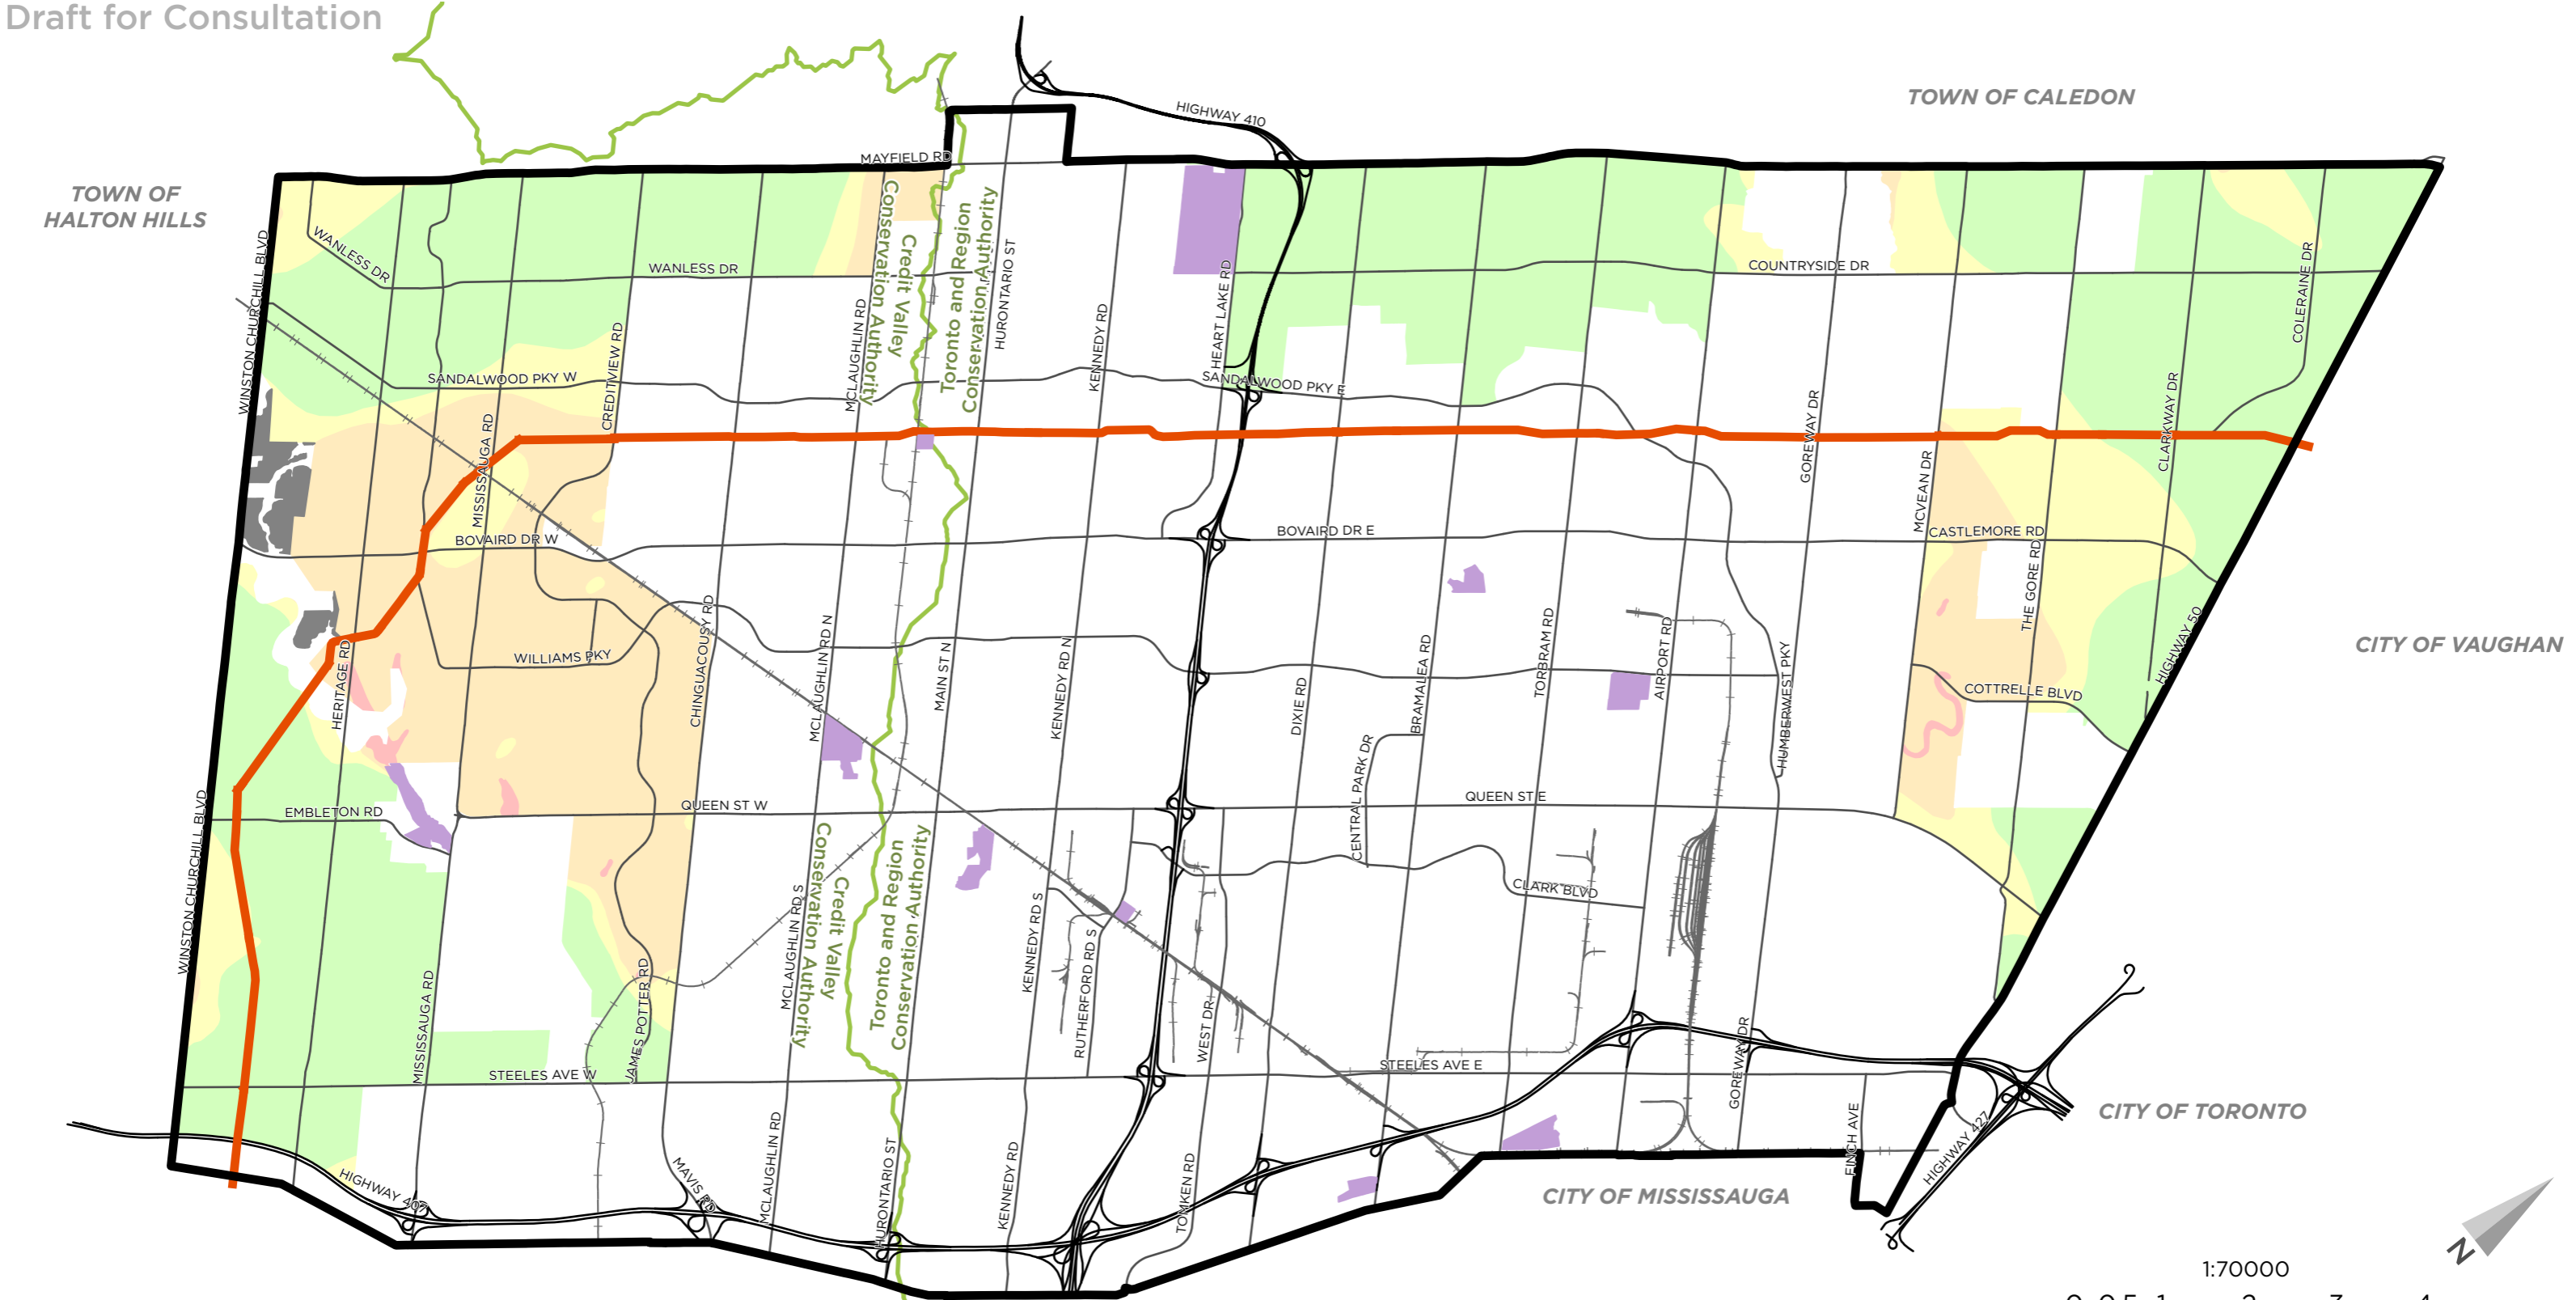 Draft for Consultation
TOWN OF CALEDON
HIGHWAY 410
MAYFIELD RD
TOWN OF
HALTON HILLS
Credit Valley
Conservation Authority
Toronto and Region
Conservation Authority
WINSTON CHURCHILL BLVD
WANLESS DR
WANLESS DR
HURONTARIO ST
HEART LAKE RD
COUNTRYSIDE DR
COLERAINE DR
MCLAUGHLIN RD
KENNEDY RD
CREDITVIEW RD
SANDALWOOD PKY W
SANDALWOOD PKY E
MISSISSAUGA RD
GOREWAY DR
CLARKWAY DR
MCVEAN DR
BOVAIRD DR W
BOVAIRD DR E
CASTLEMORE RD
THE GORE RD
HIGHWAY 50
CITY OF VAUGHAN
HERITAGE RD
WILLIAMS PKY
CHINGUACOUSY RD
MCLAUGHLIN RD N
MAIN ST N
KENNEDY RD N
DIXIE RD
BRAMALEA RD
TORBRAM RD
AIRPORT RD
HUMBERWEST PKY
COTTRELLE BLVD
CENTRAL PARK DR
EMBLETON RD
QUEEN ST W
QUEEN ST E
WINSTON CHURCHILL BLVD
Credit Valley
Conservation Authority
Toronto and Region
Conservation Authority
CLARK BLVD
MCLAUGHLIN RD S
KENNEDY RD S
RUTHERFORD RD S
WEST DR
MISSISSAUGA RD
JAMES POTTER RD
STEELES AVE W
STEELES AVE E
GOREWAY DR
FINCH AVE
HIGHWAY 427
CITY OF TORONTO
HIGHWAY 407
MAVIS RD
MCLAUGHLIN RD
HURONTARIO ST
KENNEDY RD
TOMKEN RD
CITY OF MISSISSAUGA
N
1:70000
0 0.5 1 2 3 4